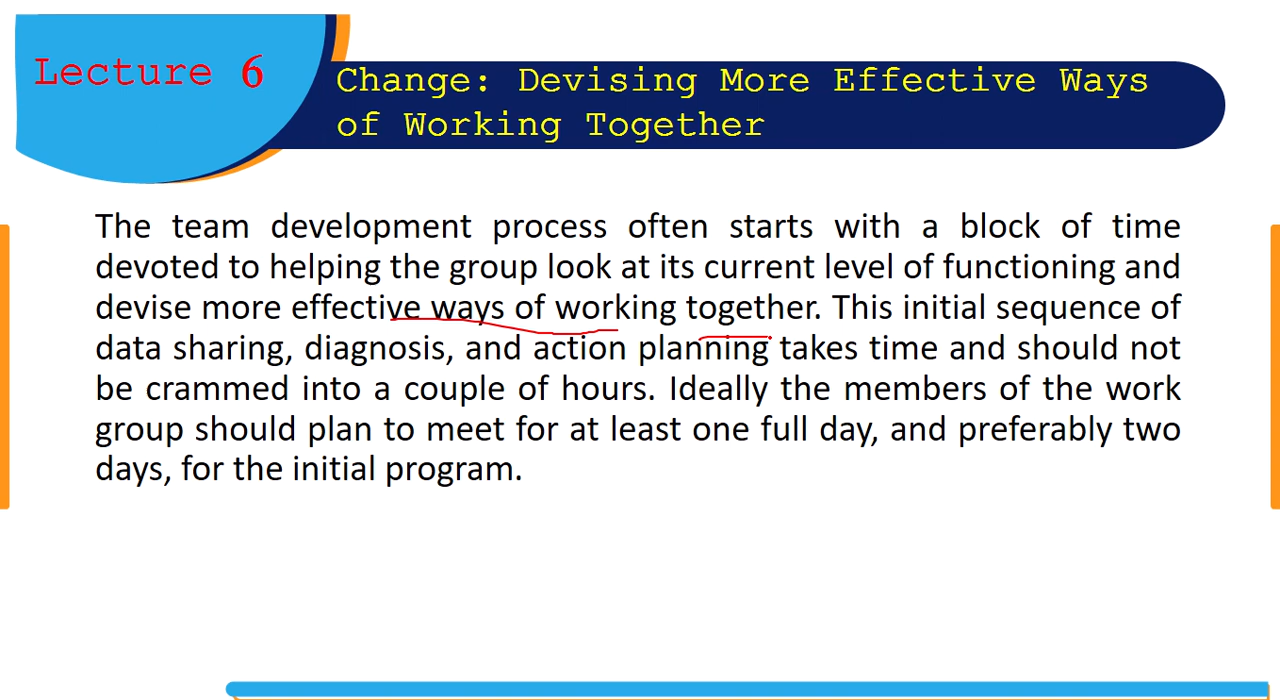 Lecture 6
Change: Devising More Effective Ways
of Working Together
The team development process often starts with a block of time
devoted to helping the group look at its current level of functioning and
devise more effective ways of working together. This initial sequence of
data sharing, diagnosis, and action planning takes time and should not
be crammed into a couple of hours. Ideally the members of the work
group should plan to meet for at least one full day, and preferably two
days, for the initial program.